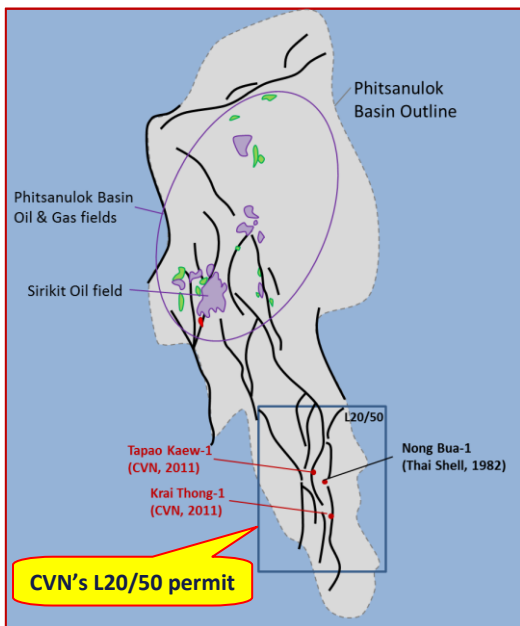 Phitsanulok
Basin Outline
Phitsanulok Basin
Oil & Gas fields
Sirikit Oil field
L20/50
Tapao Kaew-1
(CVN, 2011)
Nong Bua-1
(Thai Shell, 1982)
Krai Thong-1
(CVN, 2011)
CVN's L20/50 permit